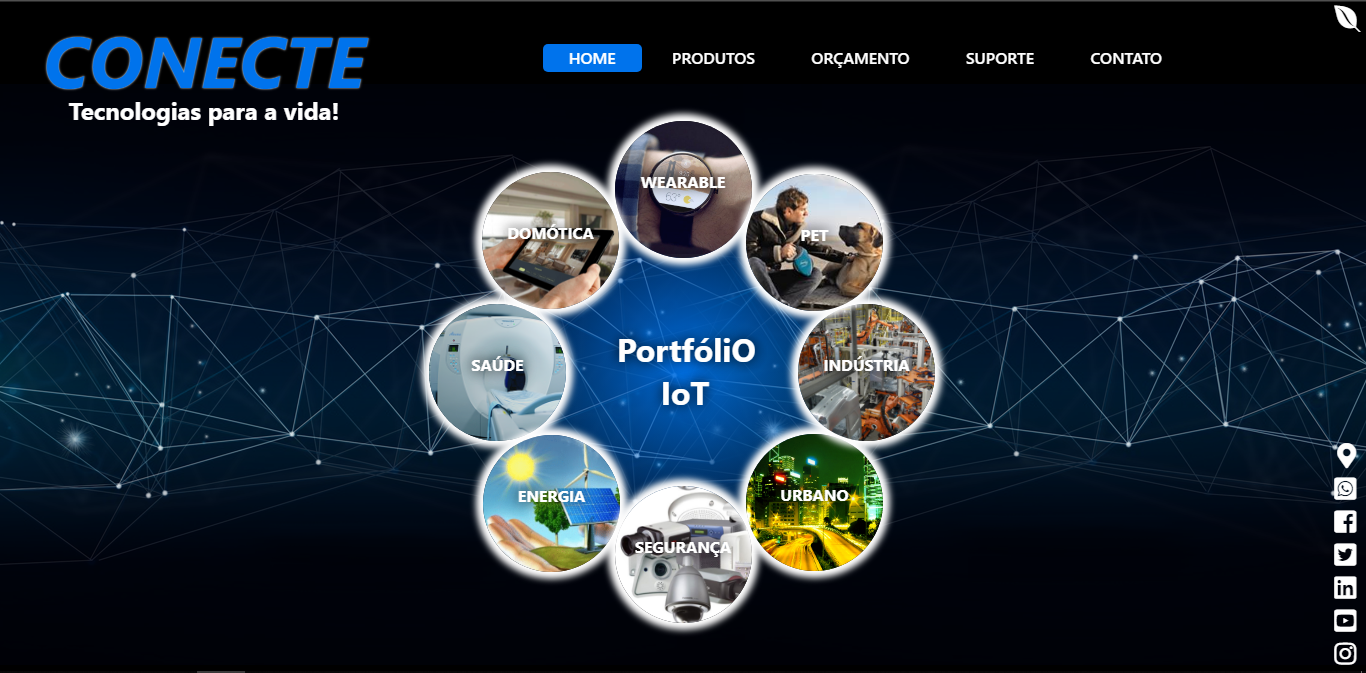 CONECTE
Tecnologias para a vida!
HOME PRODUTOS ORÇAMENTO SUPORTE CONTATO
WEARABLE
DOMÓTICA
PET
SAÚDE
PortfóliO
IoT
INDÚSTRIA
ENERGIA
URBANO
SEGURANÇA